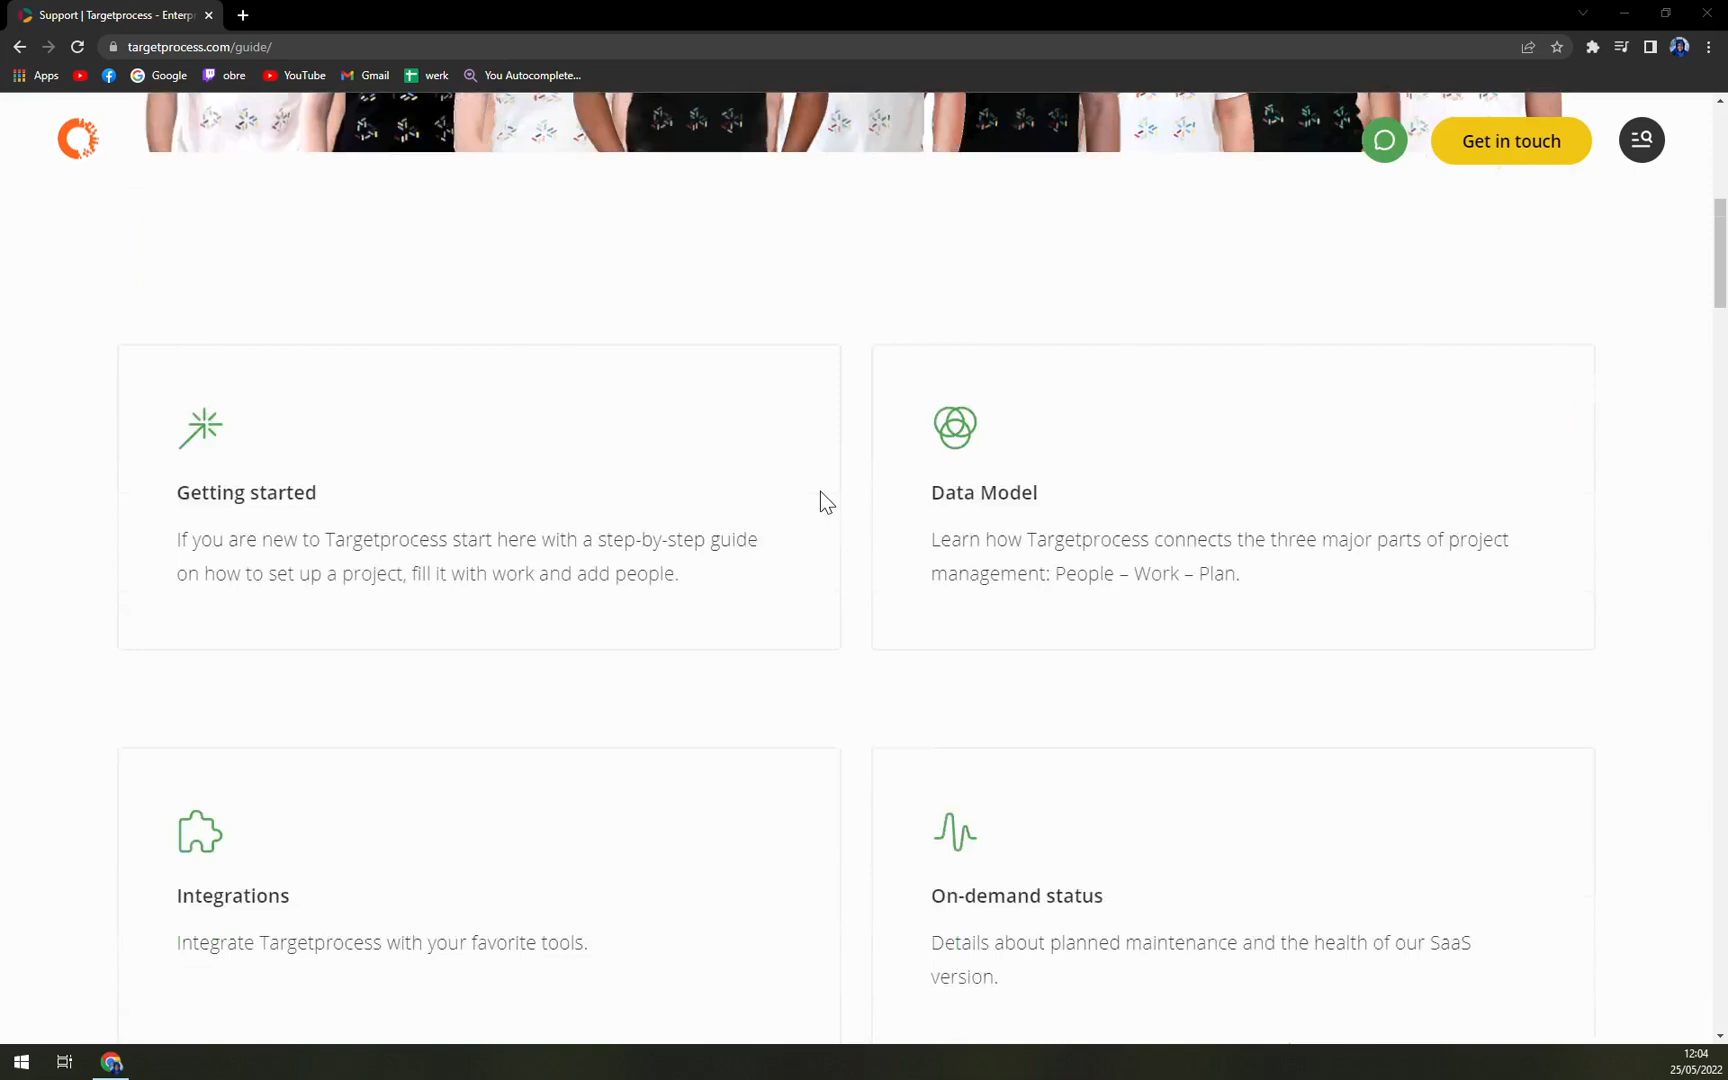 Support | Targetprocess - Enterpr
targetprocess.com/guide/
Apps
Google
obre
YouTube
Gmail
werk
You Autocomplete...
Get in touch
Getting started
If you are new to Targetprocess start here with a step-by-step guide
on how to set up a project, fill it with work and add people.
Data Model
Learn how Targetprocess connects the three major parts of project
management: People – Work – Plan.
Integrations
Integrate Targetprocess with your favorite tools.
On-demand status
Details about planned maintenance and the health of our SaaS
version.
12:04
25/05/2022